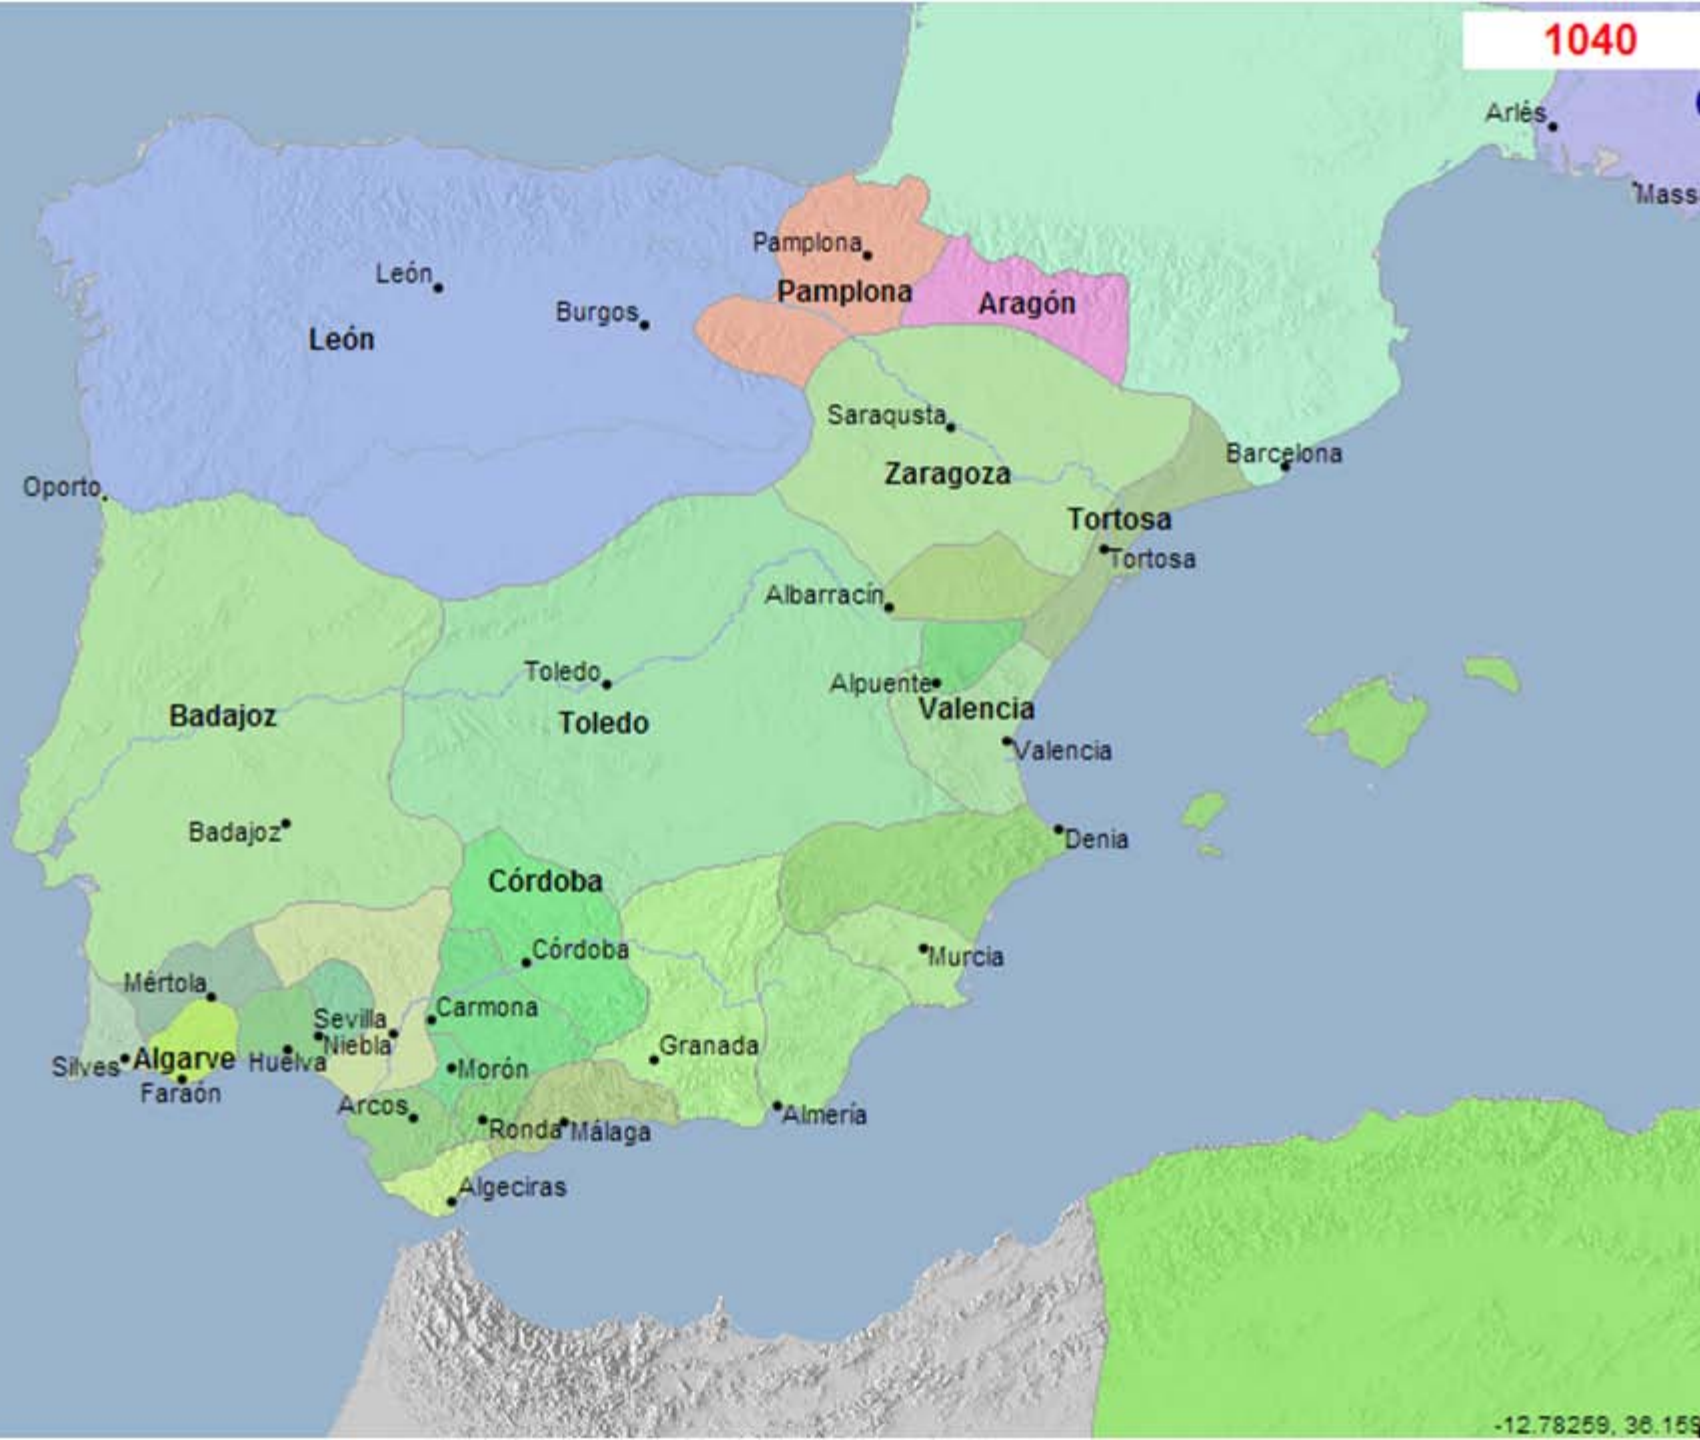 1040
Arlés
Mass
Pamplona
León
Pamplona
Aragón
Burgos
León
Saraqusta
Barcelona
Zaragoza
Oporto
Tortosa
Tortosa
Albarracín
Toledo
Alpuente
Badajoz
Toledo
Valencia
Valencia
Badajoz
Denia
Córdoba
Córdoba
Murcia
Mértola
Carmona
Sevilla
Niebla
Granada
Silves
Algarve
Huelva
Morón
Faraón
Arcos
Almería
Ronda
Málaga
Algeciras
-12.78259, 36.159